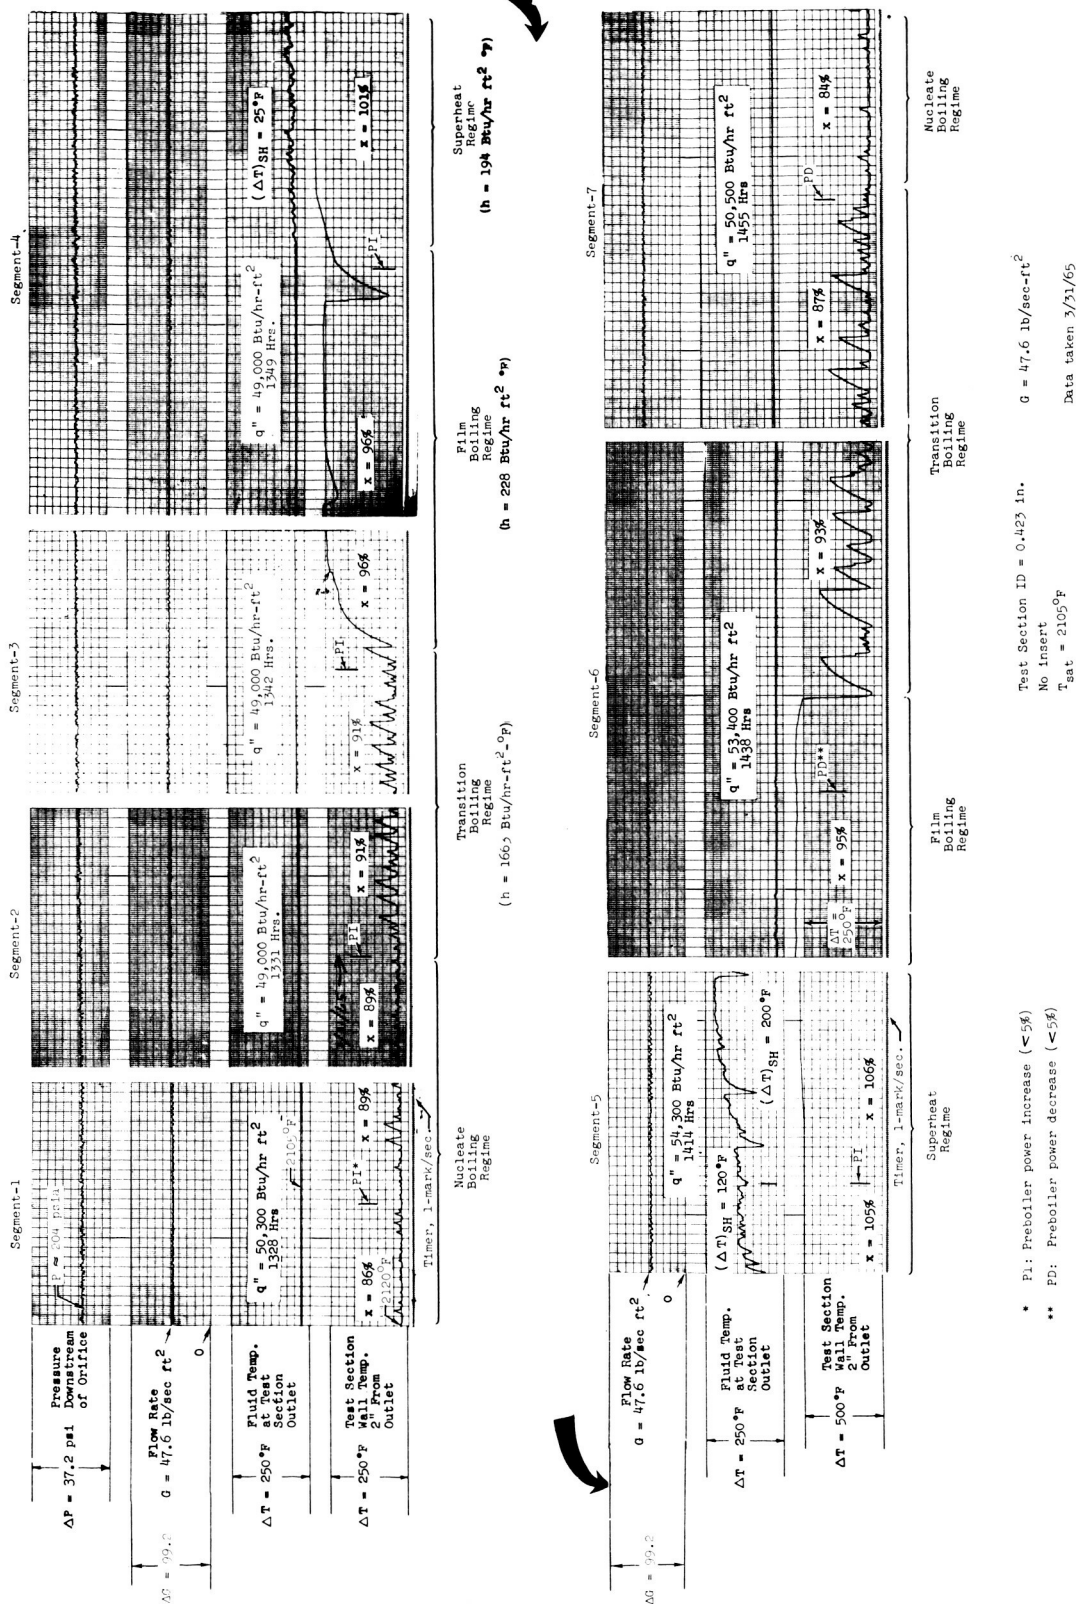 Segment-1
Segment-2
Segment-3
Segment-4
ΔP = 37.2 psi
Pressure
Downstream
of Orifice
P ≈ 204 psia
ΔG = 99.2
Flow Rate
G = 47.6 lb/sec ft²
0
ΔT = 250°F
Fluid Temp.
at Test
Section
Outlet
q" = 50,300 Btu/hr ft²
1328 Hrs
2105°F
q" = 49,000 Btu/hr-ft²
1331 Hrs.
q" = 49,000 Btu/hr-ft²
1342 Hrs.
q" = 49,000 Btu/hr-ft²
1349 Hrs.
(ΔT)SH = 25°F
ΔT = 250°F
Test Section
Wall Temp.
2" From
Outlet
x = 86%
2120°F
PI*
x = 89%
x = 89%
PI
x = 91%
x = 91%
PI
x = 96%
x = 96%
PI
x = 101%
Timer, 1-mark/sec.
Nucleate
Boiling
Regime
Transition
Boiling
Regime
(h = 1665 Btu/hr-ft²-°F)
Film
Boiling
Regime
(h = 228 Btu/hr ft² °F)
Superheat
Regime
(h = 194 Btu/hr ft² °F)
Segment-5
Segment-6
Segment-7
ΔG = 99.2
Flow Rate
G = 47.6 lb/sec ft²
0
q" = 54,300 Btu/hr ft²
1414 Hrs
q" = 53,400 Btu/hr ft²
1438 Hrs
q" = 50,500 Btu/hr ft²
1455 Hrs
ΔT = 250°F
Fluid Temp.
at Test
Section
Outlet
(ΔT)SH = 120°F
(ΔT)SH = 200°F
ΔT = 500°F
Test Section
Wall Temp.
2" From
Outlet
x = 105%
PI
x = 106%
ΔT =
250°F
x = 95%
PD**
x = 93%
x = 87%
PD
x = 84%
Timer, 1-mark/sec.
Superheat
Regime
Film
Boiling
Regime
Transition
Boiling
Regime
Nucleate
Boiling
Regime
* PI: Preboiler power increase (<5%)
** PD: Preboiler power decrease (<5%)
Test Section ID = 0.423 in.
No insert
Tsat = 2105°F
G = 47.6 lb/sec-ft²
Data taken 3/31/65